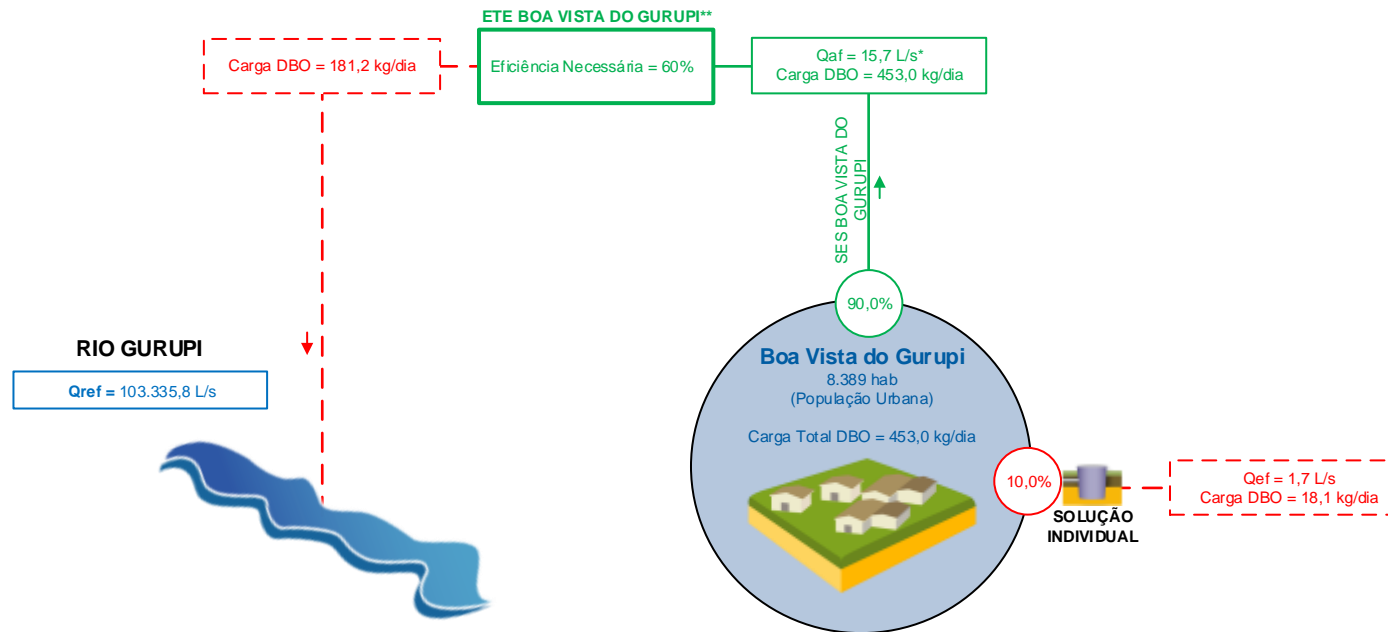 ETE BOA VISTA DO GURUPI**
Carga DBO = 181,2 kg/dia
Eficiência Necessária = 60%
Qaf = 15,7 L/s*
Carga DBO = 453,0 kg/dia
SES BOA VISTA DO
GURUPI
90,0%
RIO GURUPI
Qref = 103.335,8 L/s
Boa Vista do Gurupi
8.389 hab
(População Urbana)
Carga Total DBO = 453,0 kg/dia
10,0%
SOLUÇÃO
INDIVIDUAL
Qef = 1,7 L/s
Carga DBO = 18,1 kg/dia